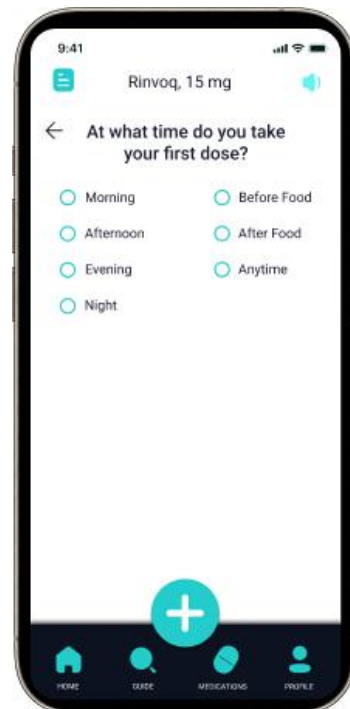 9:41
Rinvoq, 15 mg
At what time do you take
your first dose?
Morning
Before Food
Afternoon
After Food
Evening
Anytime
Night
HOME
GUIDE
MEDICATIONS
PROFILE